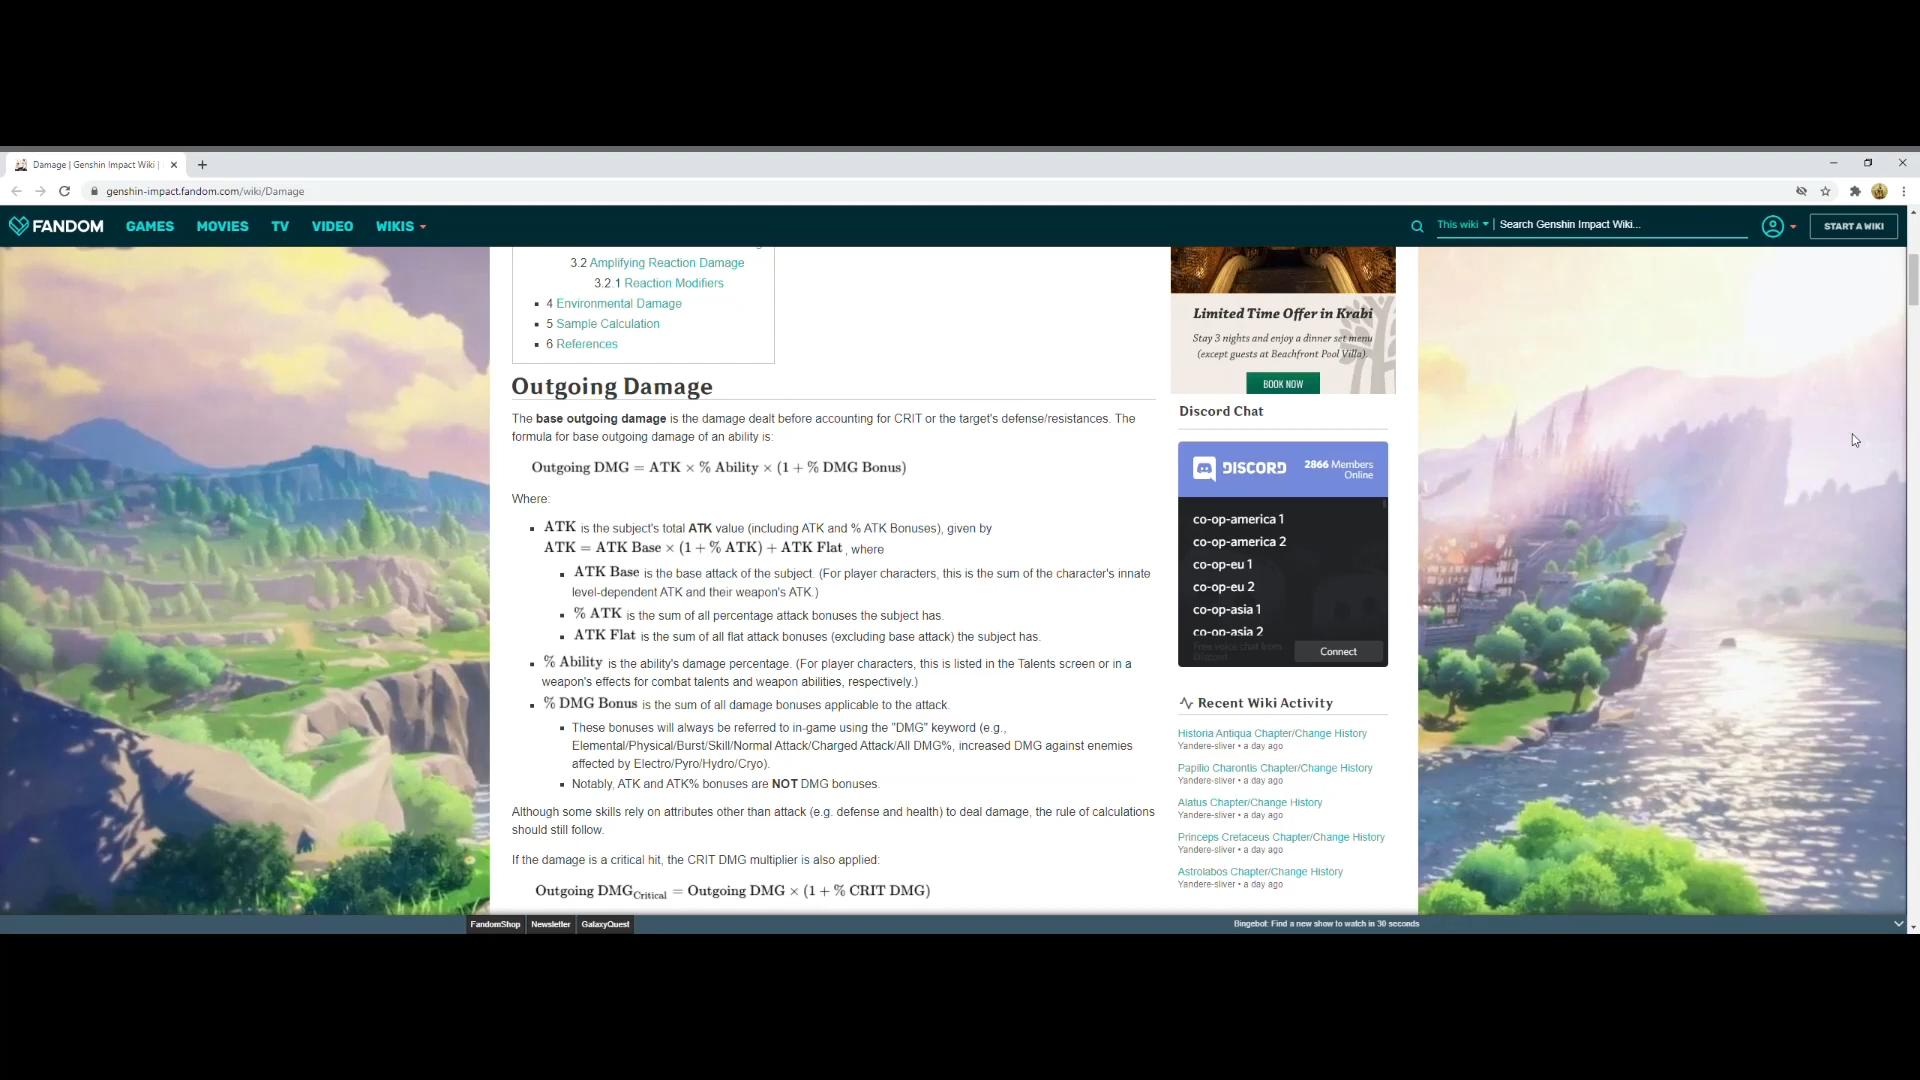 Damage | Genshin Impact Wiki |
genshin-impact.fandom.com/wiki/Damage
FANDOM GAMES MOVIES TV VIDEO WIKIS
This wiki Search Genshin Impact Wiki...
START A WIKI
3.2 Amplifying Reaction Damage
3.2.1 Reaction Modifiers
4 Environmental Damage
5 Sample Calculation
6 References
Outgoing Damage
The base outgoing damage is the damage dealt before accounting for CRIT or the target's defense/resistances. The
formula for base outgoing damage of an ability is:
Outgoing DMG = ATK × % Ability × (1 + % DMG Bonus)
Where:
ATK is the subject's total ATK value (including ATK and % ATK Bonuses), given by
ATK = ATK Base × (1 + % ATK) + ATK Flat , where
ATK Base is the base attack of the subject. (For player characters, this is the sum of the character's innate
level-dependent ATK and their weapon's ATK.)
% ATK is the sum of all percentage attack bonuses the subject has.
ATK Flat is the sum of all flat attack bonuses (excluding base attack) the subject has.
% Ability is the ability's damage percentage. (For player characters, this is listed in the Talents screen or in a
weapon's effects for combat talents and weapon abilities, respectively.)
% DMG Bonus is the sum of all damage bonuses applicable to the attack.
These bonuses will always be referred to in-game using the "DMG" keyword (e.g.,
Elemental/Physical/Burst/Skill/Normal Attack/Charged Attack/All DMG%, increased DMG against enemies
affected by Electro/Pyro/Hydro/Cryo).
Notably, ATK and ATK% bonuses are NOT DMG bonuses.
Although some skills rely on attributes other than attack (e.g. defense and health) to deal damage, the rule of calculations
should still follow.
If the damage is a critical hit, the CRIT DMG multiplier is also applied:
Outgoing DMG Critical = Outgoing DMG × (1 + % CRIT DMG)
Limited Time Offer in Krabi
Stay 3 nights and enjoy a dinner set menu
(except guests at Beachfront Pool Villa).
BOOK NOW
Discord Chat
DISCORD 2866 Members
Online
co-op-america 1
co-op-america 2
co-op-eu 1
co-op-eu 2
co-op-asia 1
co-op-asia 2
Free voice chat from
Discord
Connect
Recent Wiki Activity
Historia Antiqua Chapter/Change History
Yandere-sliver • a day ago
Papilio Charontis Chapter/Change History
Yandere-sliver • a day ago
Alatus Chapter/Change History
Yandere-sliver • a day ago
Princeps Cretaceus Chapter/Change History
Yandere-sliver • a day ago
Astrolabos Chapter/Change History
Yandere-sliver • a day ago
FandomShop Newsletter GalaxyQuest
Bingebot: Find a new show to watch in 30 seconds